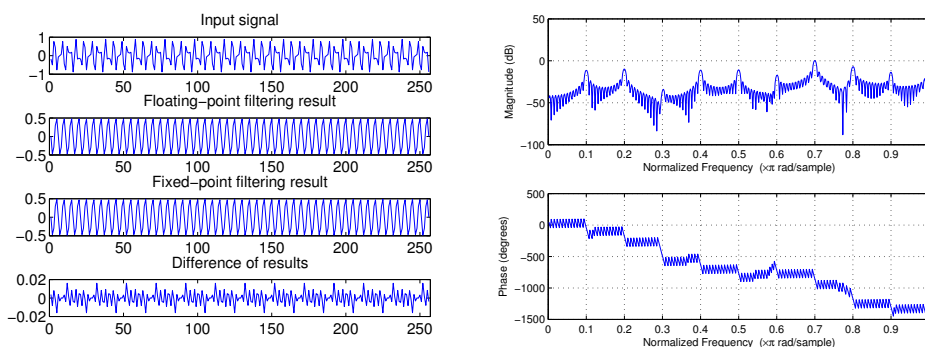 Input signal
1
0
−1
0 50 100 150 200 250
Floating−point filtering result
0.5
0
−0.5
0 50 100 150 200 250
Fixed−point filtering result
0.5
0
−0.5
0 50 100 150 200 250
Difference of results
0.02
0
−0.02
0 50 100 150 200 250
Magnitude (dB)
50
0
−50
−100
0 0.1 0.2 0.3 0.4 0.5 0.6 0.7 0.8 0.9
Normalized Frequency (×π rad/sample)
Phase (degrees)
500
0
−500
−1000
−1500
0 0.1 0.2 0.3 0.4 0.5 0.6 0.7 0.8 0.9
Normalized Frequency (×π rad/sample)